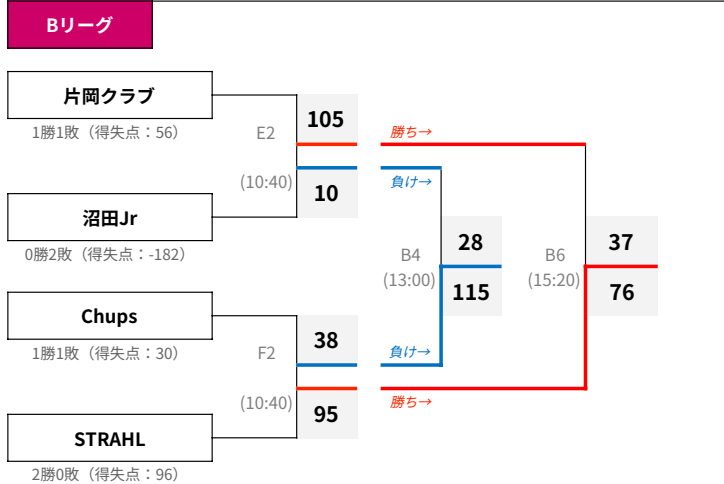 Bリーグ
片岡クラブ
1勝1敗（得失点：56）
E2
(10:40)
105
10
勝ち→
負け→
沼田Jr
0勝2敗（得失点：-182）
B4
(13:00)
28
115
B6
(15:20)
37
76
Chups
1勝1敗（得失点：30）
F2
(10:40)
38
95
負け→
勝ち→
STRAHL
2勝0敗（得失点：96）